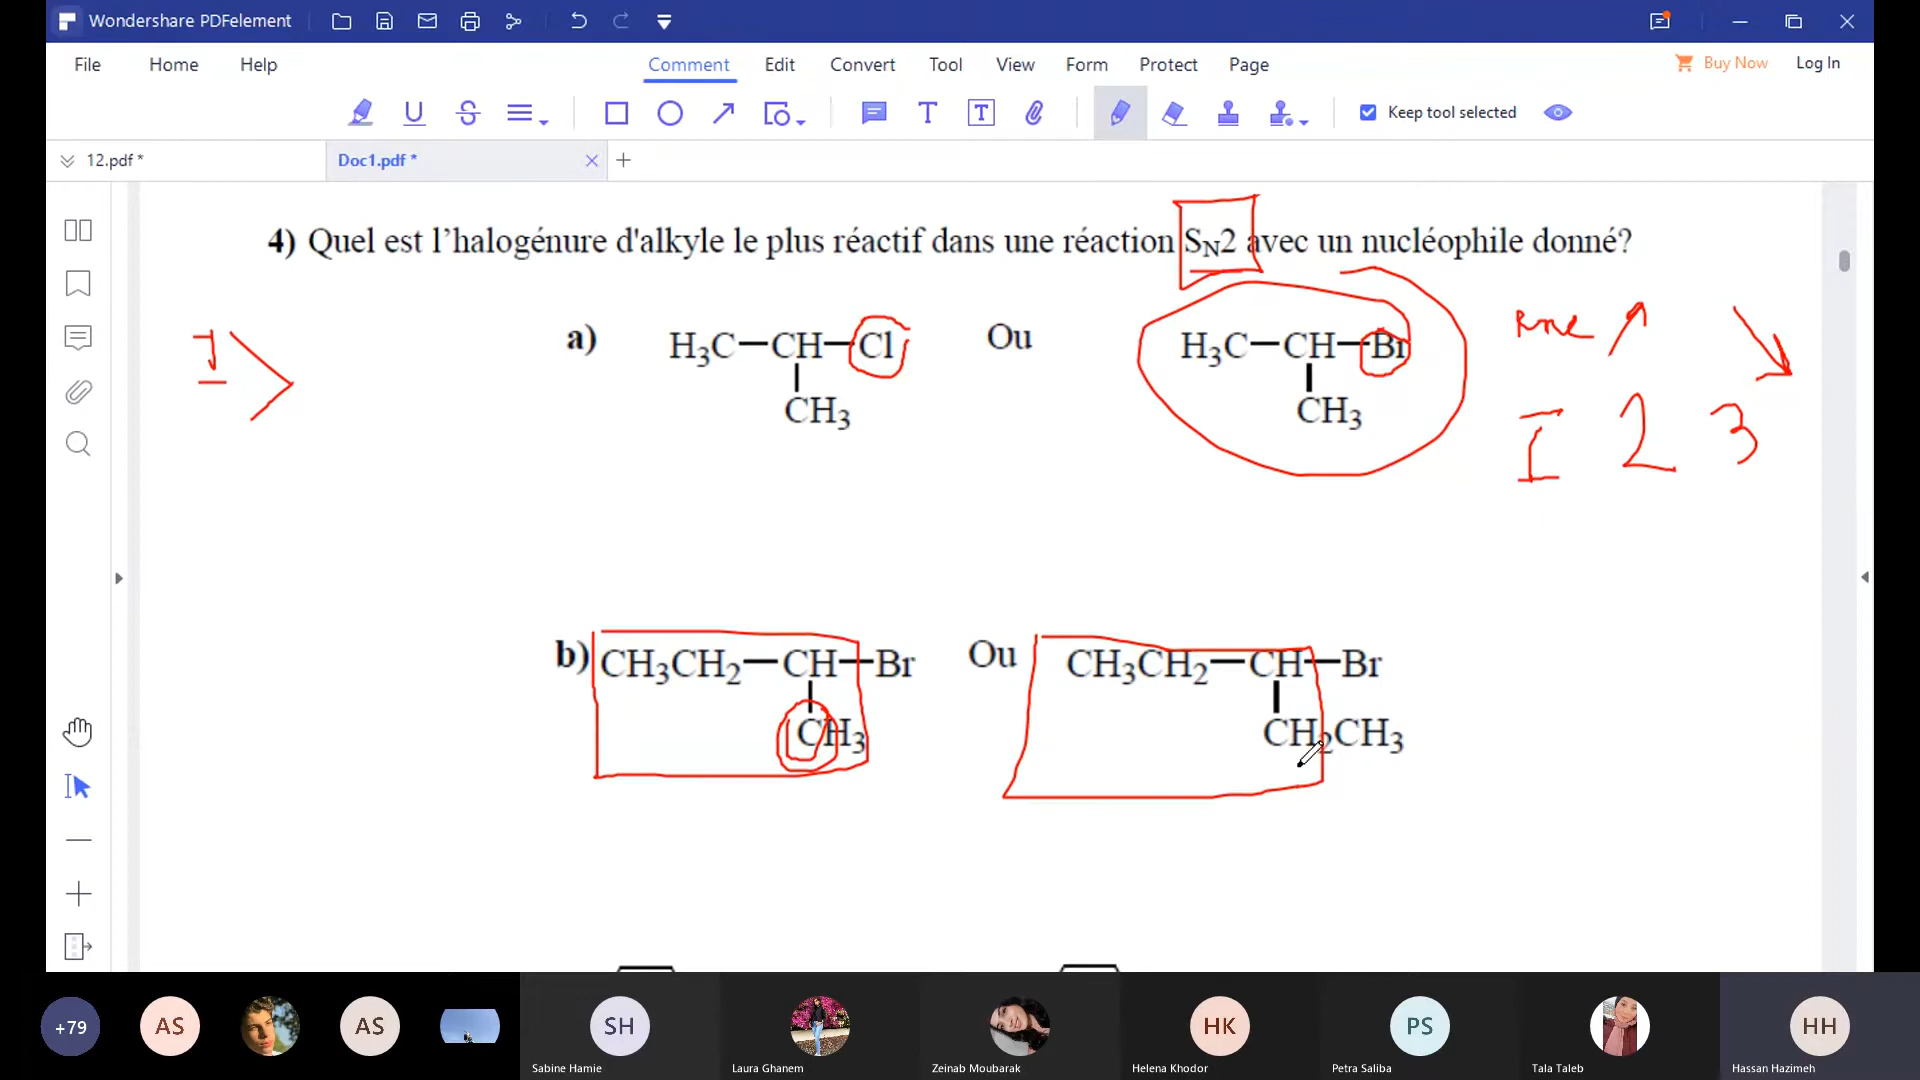 Wondershare PDFelement
File Home Help Comment Edit Convert Tool View Form Protect Page Buy Now Log In
Keep tool selected
12.pdf * Doc1.pdf *
4) Quel est l'halogénure d'alkyle le plus réactif dans une réaction SN2 avec un nucléophile donné?
a) H3C—CH—Cl Ou H3C—CH—Br
CH3 CH3
I 2 3
b) CH3CH2—CH—Br Ou CH3CH2—CH—Br
CH3 CH2CH3
+79 AS AS SH HK PS HH
Sabine Hamie Laura Ghanem Zeinab Moubarak Helena Khodor Petra Saliba Tala Taleb Hassan Hazimeh